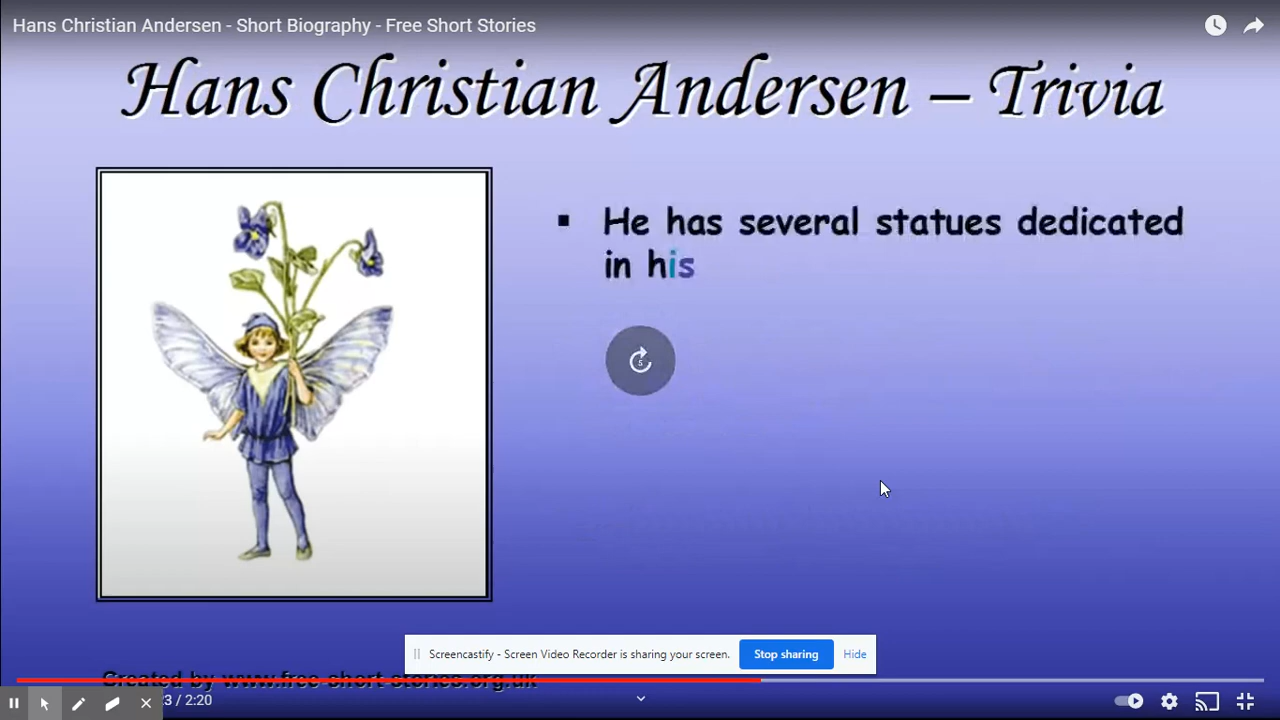 Hans Christian Andersen - Short Biography - Free Short Stories
Hans Christian Andersen – Trivia
▪ He has several statues dedicated
in his
5
Screencastify - Screen Video Recorder is sharing your screen.
Stop sharing
Hide
Created by www.free-short-stories.org.uk
3 / 2:20